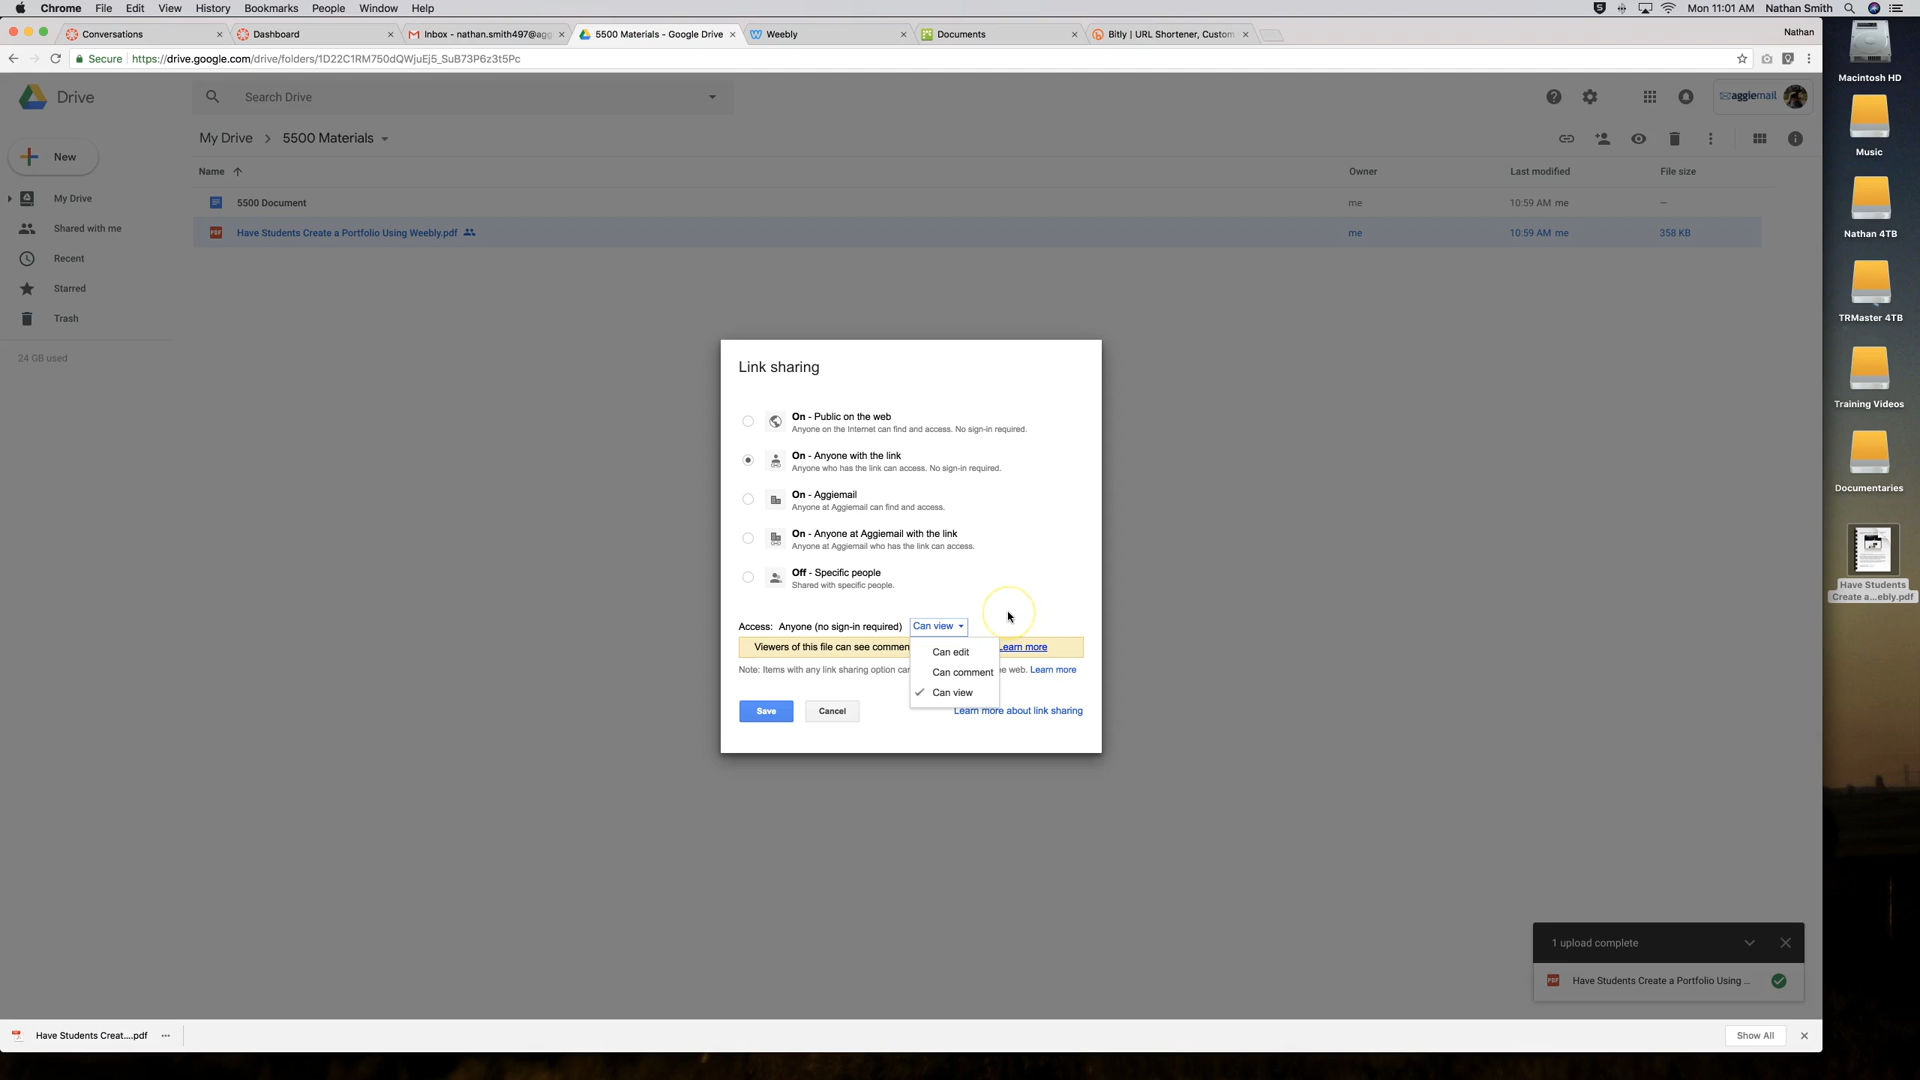 Chrome File Edit View History Bookmarks People Window Help
Mon 11:01 AM Nathan Smith
Conversations
Dashboard
Inbox - nathan.smith497@agg
5500 Materials - Google Drive
Weebly
Documents
Bitly | URL Shortener, Custom
Nathan
Secure https://drive.google.com/drive/folders/1D22C1RM750dQWjuEj5_SuB73P6z3t5Pc
Drive
Search Drive
aggiemail
My Drive > 5500 Materials
New
Name
Owner
Last modified
File size
5500 Document
me
10:59 AM me
—
Have Students Create a Portfolio Using Weebly.pdf
me
10:59 AM me
358 KB
My Drive
Shared with me
Recent
Starred
Trash
24 GB used
Link sharing
On - Public on the web
Anyone on the Internet can find and access. No sign-in required.
On - Anyone with the link
Anyone who has the link can access. No sign-in required.
On - Aggiemail
Anyone at Aggiemail can find and access.
On - Anyone at Aggiemail with the link
Anyone at Aggiemail who has the link can access.
Off - Specific people
Shared with specific people.
Access: Anyone (no sign-in required) Can view
Viewers of this file can see commen
Learn more
Can edit
Note: Items with any link sharing option car
e web. Learn more
Can comment
Can view
Save
Cancel
Learn more about link sharing
1 upload complete
PDF Have Students Create a Portfolio Using ...
Have Students Creat....pdf
Show All
Macintosh HD
Music
Nathan 4TB
TRMaster 4TB
Training Videos
Documentaries
Have Students
Create a...ebly.pdf